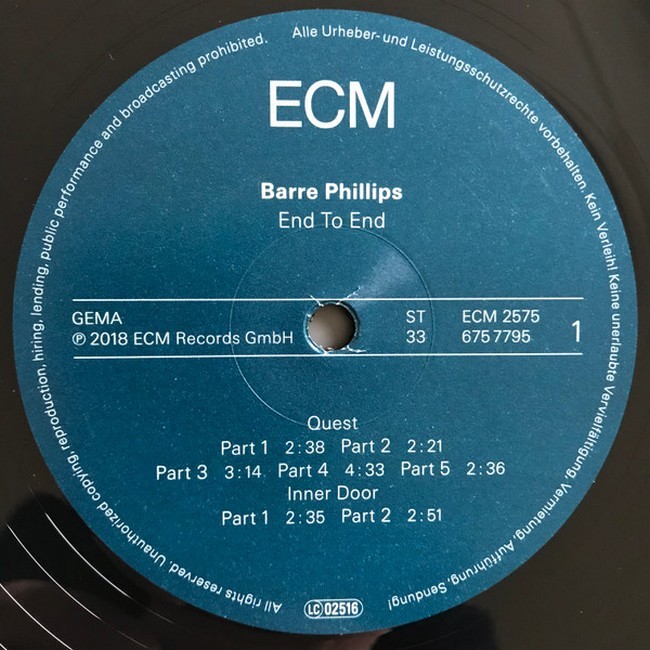 ECM
Barre Phillips
End To End
GEMA
℗ 2018 ECM Records GmbH
ST
33
ECM 2575
675 7795
1
Quest
Part 1 2:38 Part 2 2:21
Part 3 3:14 Part 4 4:33 Part 5 2:36
Inner Door
Part 1 2:35 Part 2 2:51
LC 02516
Alle Urheber- und Leistungsschutzrechte vorbehalten. Kein Verleih! Keine unerlaubte Vervielfältigung, Vermietung, Aufführung, Sendung!
All rights reserved. Unauthorized copying, reproduction, hiring, lending, public performance and broadcasting prohibited.